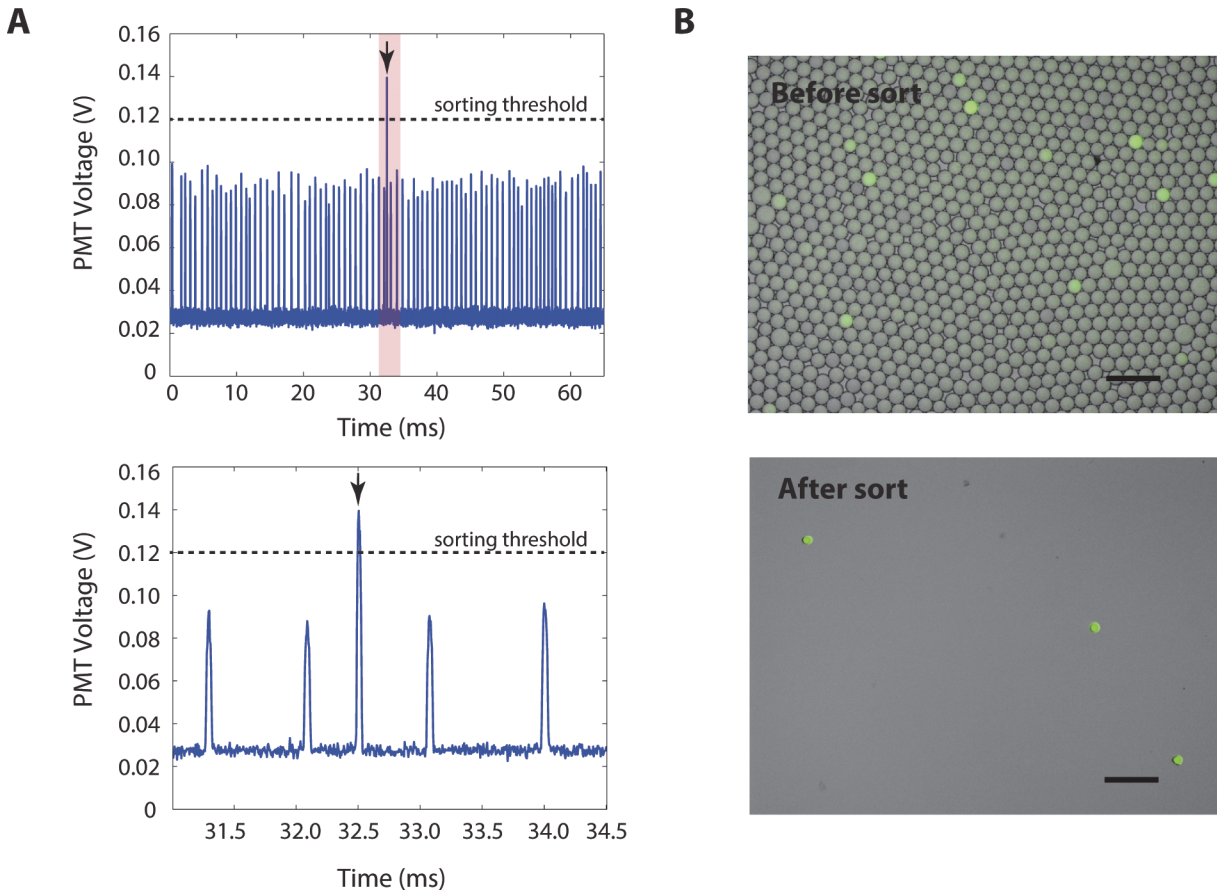 A
0.16
0.14
0.12
0.10
0.08
0.06
0.04
0.02
0
PMT Voltage (V)
sorting threshold
0 10 20 30 40 50 60
Time (ms)
0.16
0.14
0.12
0.10
0.08
0.06
0.04
0.02
0
PMT Voltage (V)
sorting threshold
31.5 32.0 32.5 33.0 33.5 34.0 34.5
Time (ms)
B
Before sort
After sort